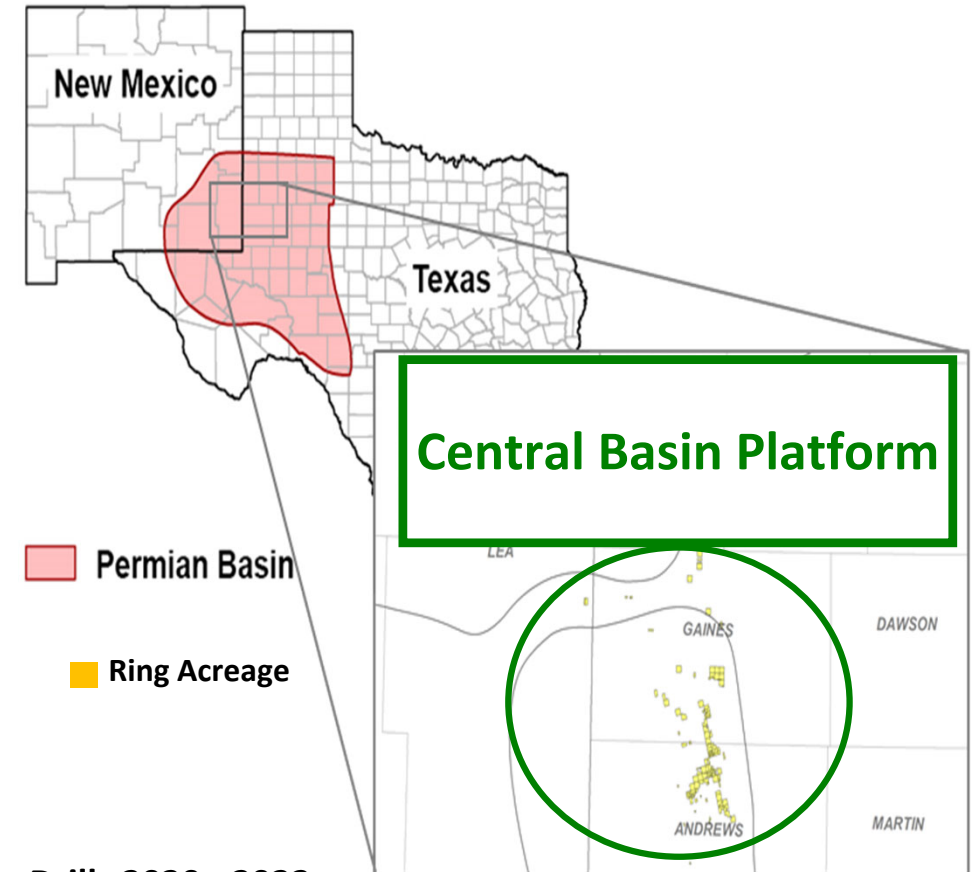 New Mexico
Texas
Central Basin Platform
LEA
Permian Basin
GAINES
DAWSON
Ring Acreage
ANDREWS
MARTIN